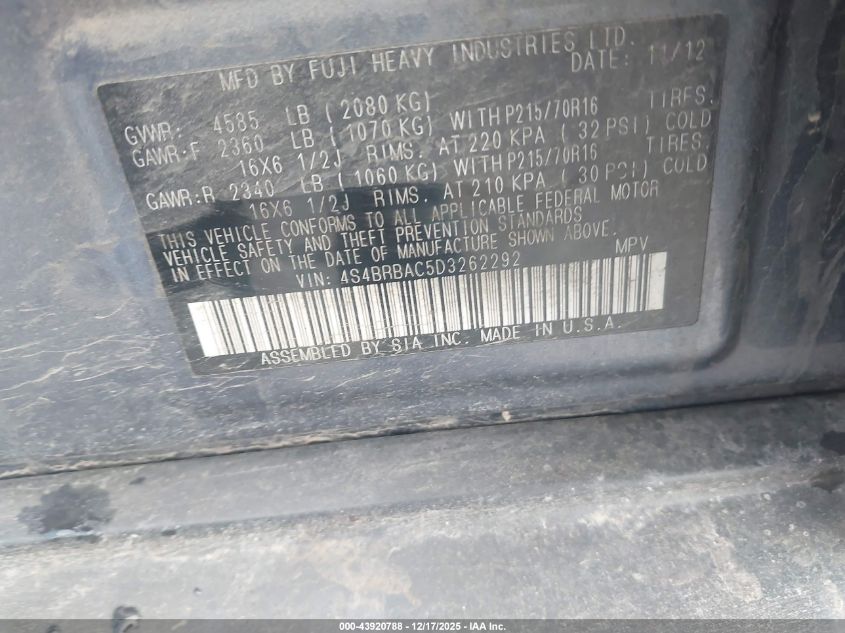 MFD BY FUJI HEAVY INDUSTRIES LTD.
DATE: 11/12
GVWR: 4585 LB (2080 KG)
GAWR:F 2360 LB (1070 KG) WITH P215/70R16 TIRES.
16X6 1/2J RIMS. AT 220 KPA (32 PSI) COLD
GAWR:R 2340 LB (1060 KG) WITH P215/70R16 TIRES.
16X6 1/2J RIMS. AT 210 KPA (30 PSI) COLD
THIS VEHICLE CONFORMS TO ALL APPLICABLE FEDERAL MOTOR
VEHICLE SAFETY AND THEFT PREVENTION STANDARDS
IN EFFECT ON THE DATE OF MANUFACTURE SHOWN ABOVE.
VIN: 4S4BRBAC5D3262292 MPV
ASSEMBLED BY SIA INC. MADE IN U.S.A.
000-43920788 - 12/17/2025 - IAA Inc.